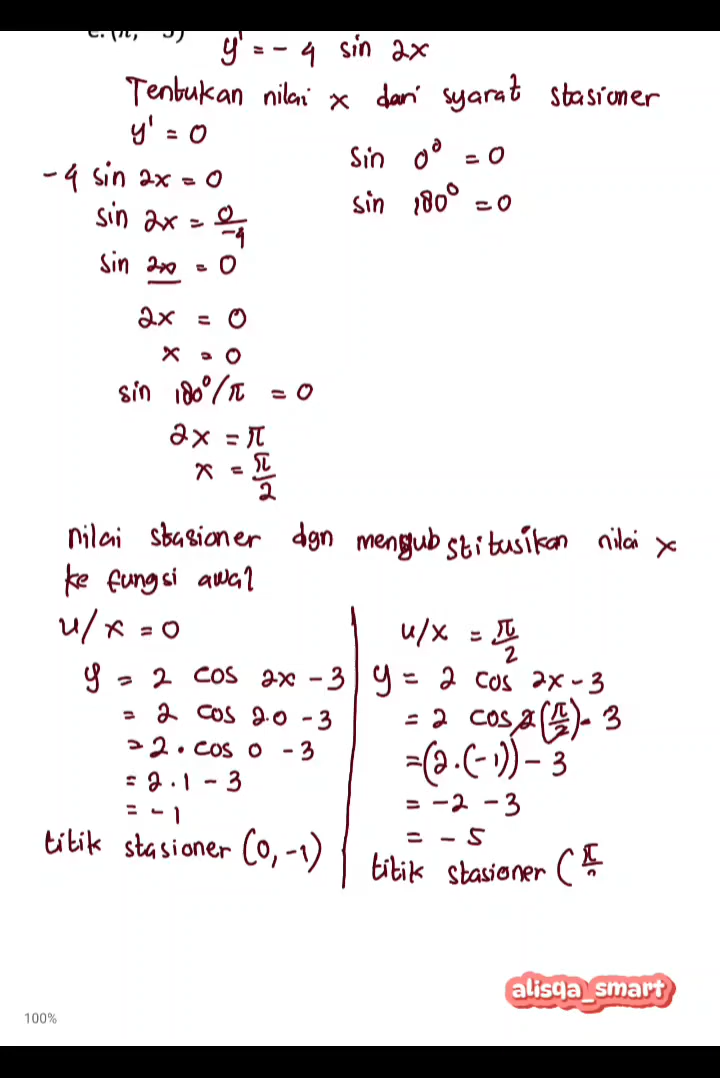 y' = - 4 sin 2x
Tentukan nilai x dari syarat stasioner
y' = 0
-4 sin 2x = 0
sin 2x = 0/-4
sin 2x = 0
2x = 0
x = 0
sin 180°/π = 0
2x = π
x = π/2
sin 0° = 0
sin 180° = 0
nilai stasioner dgn mengubstitusikan nilai x
ke fungsi awal
u/x = 0
y = 2 cos 2x - 3
= 2 cos 2.0 - 3
= 2 . cos 0 - 3
= 2 . 1 - 3
= - 1
titik stasioner (0, -1)
u/x = π/2
y = 2 cos 2x - 3
= 2 cos 2(π/2) - 3
= (2 . (-1)) - 3
= -2 - 3
= - 5
titik stasioner (π/
alisqa_smart
100%